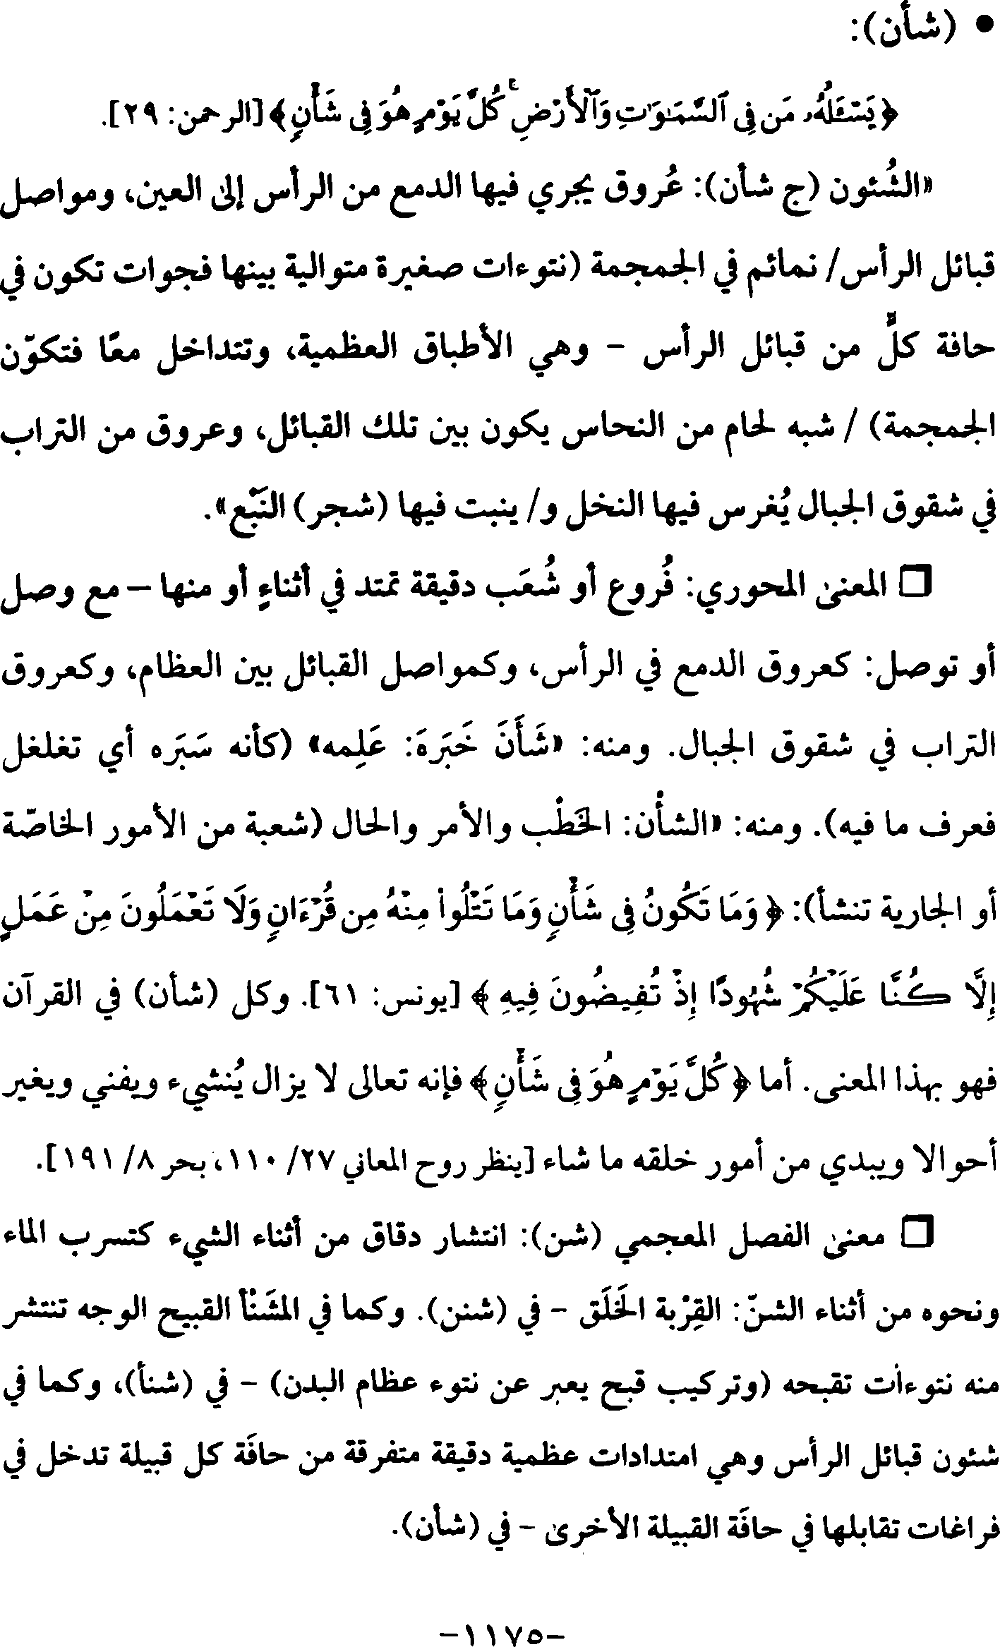 • (شأن):
﴿يَسْـَٔلُهُۥ مَن فِى ٱلسَّمَـٰوَٰتِ وَٱلْأَرْضِ ۚ كُلَّ يَوْمٍ هُوَ فِى شَأْنٍ﴾ [الرحمن: ٢٩].
«الشُئون (ج شأن): عُروق يجري فيها الدمع من الرأس إلى العين، ومواصل
قبائل الرأس/ نمائم في الجمجمة (نتوءات صغيرة متوالية بينها فجوات تكون في
حافة كلٍّ من قبائل الرأس – وهي الأطباق العظمية، وتتداخل معًا فتكوّن
الجمجمة) / شبه لحام من النحاس يكون بين تلك القبائل، وعروق من التراب
في شقوق الجبال يُغرس فيها النخل و/ ينبت فيها (شجر) النَّبْع».
❒ المعنى المحوري: فُروع أو شُعَب دقيقة تمتد في أثناءٍ أو منها – مع وصل
أو توصل: كعروق الدمع في الرأس، وكمواصل القبائل بين العظام، وكعروق
التراب في شقوق الجبال. ومنه: «شَأَنَ خَبَرَهَ: عَلِمه» (كأنه سَبَره أي تغلغل
فعرف ما فيه). ومنه: «الشأْن: الخَطْب والأمر والحال (شعبة من الأمور الخاصّة
أو الجارية تنشأ): ﴿وَمَا تَكُونُ فِى شَأْنٍ وَمَا تَتْلُوا۟ مِنْهُ مِن قُرْءَانٍ وَلَا تَعْمَلُونَ مِنْ عَمَلٍ
إِلَّا كُنَّا عَلَيْكُمْ شُهُودًا إِذْ تُفِيضُونَ فِيهِ﴾ [يونس: ٦١]. وكل (شأن) في القرآن
فهو بهذا المعنى. أما ﴿كُلَّ يَوْمٍ هُوَ فِى شَأْنٍ﴾ فإنه تعالى لا يزال يُنشيء ويفني ويغير
أحوالا ويبدي من أمور خلقه ما شاء [ينظر روح المعاني ٢٧/ ١١٠، بحر ٨/ ١٩١].
❒ معنى الفصل المعجمي (شن): انتشار دقاق من أثناء الشيء كتسرب الماء
ونحوه من أثناء الشنّ: القِرْبة الخَلَق – في (شنن). وكما في المَشْنَأ القبيح الوجه تنتشر
منه نتوءات تقبحه (وتركيب قبح يعبر عن نتوء عظام البدن) – في (شنأ)، وكما في
شئون قبائل الرأس وهي امتدادات عظمية دقيقة متفرقة من حافَة كل قبيلة تدخل في
فراغات تقابلها في حافَة القبيلة الأخرى – في (شأن).
–١١٧٥–